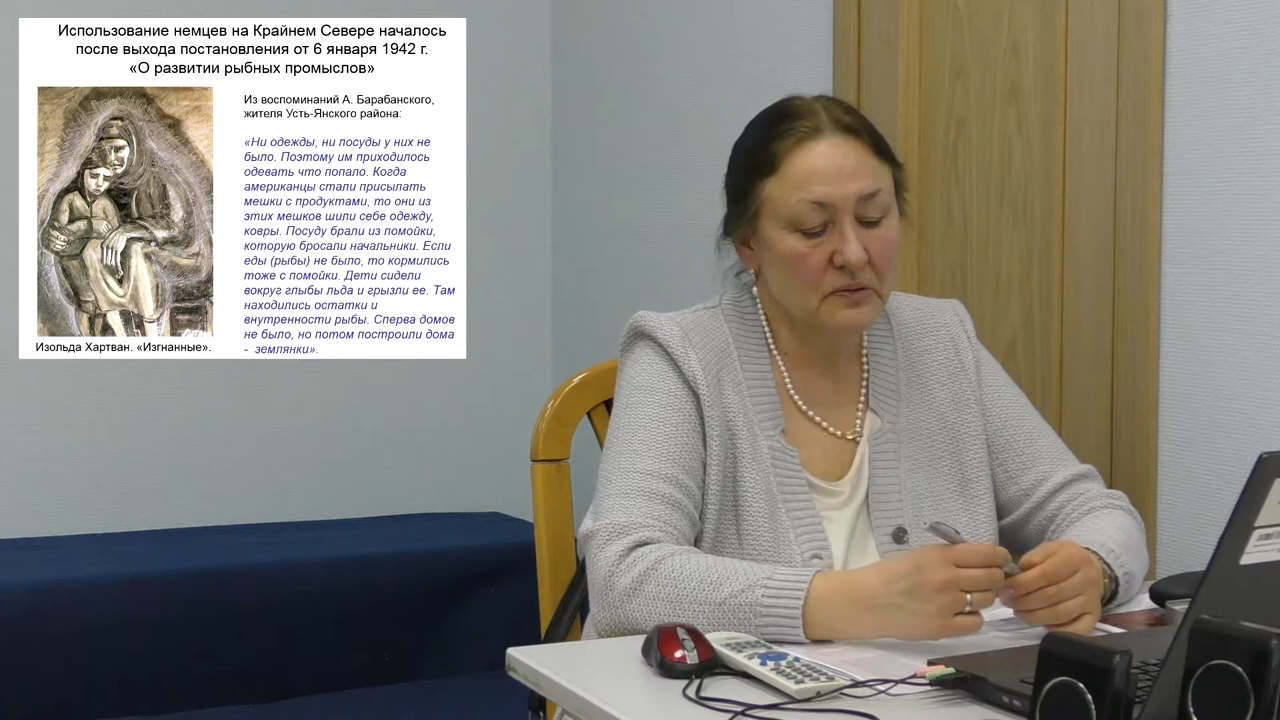 Использование немцев на Крайнем Севере началось
после выхода постановления от 6 января 1942 г.
«О развитии рыбных промыслов»
Из воспоминаний А. Барабанского,
жителя Усть-Янского района:
«Ни одежды, ни посуды у них не
было. Поэтому им приходилось
одевать что попало. Когда
американцы стали присылать
мешки с продуктами, то они из
этих мешков шили себе одежду,
ковры. Посуду брали из помойки,
которую бросали начальники. Если
еды (рыбы) не было, то кормились
тоже с помойки. Дети сидели
вокруг глыбы льда и грызли ее. Там
находились остатки и
внутренности рыбы. Сперва домов
не было, но потом построили дома
- землянки».
Изольда Хартван. «Изгнанные».